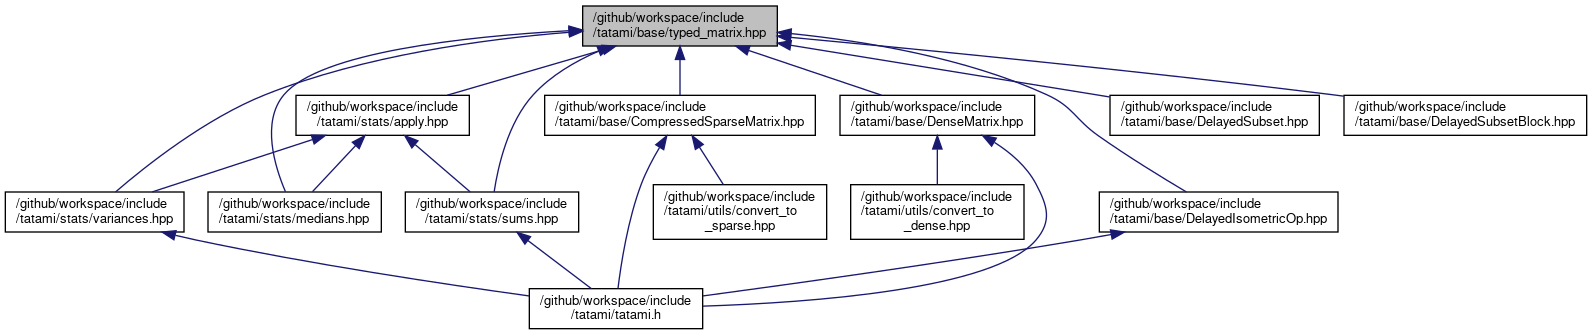 /github/workspace/include
/tatami/base/typed_matrix.hpp
/github/workspace/include
/tatami/stats/apply.hpp
/github/workspace/include
/tatami/base/CompressedSparseMatrix.hpp
/github/workspace/include
/tatami/base/DenseMatrix.hpp
/github/workspace/include
/tatami/base/DelayedSubset.hpp
/github/workspace/include
/tatami/base/DelayedSubsetBlock.hpp
/github/workspace/include
/tatami/stats/variances.hpp
/github/workspace/include
/tatami/stats/medians.hpp
/github/workspace/include
/tatami/stats/sums.hpp
/github/workspace/include
/tatami/utils/convert_to
_sparse.hpp
/github/workspace/include
/tatami/utils/convert_to
_dense.hpp
/github/workspace/include
/tatami/base/DelayedIsometricOp.hpp
/github/workspace/include
/tatami/tatami.h